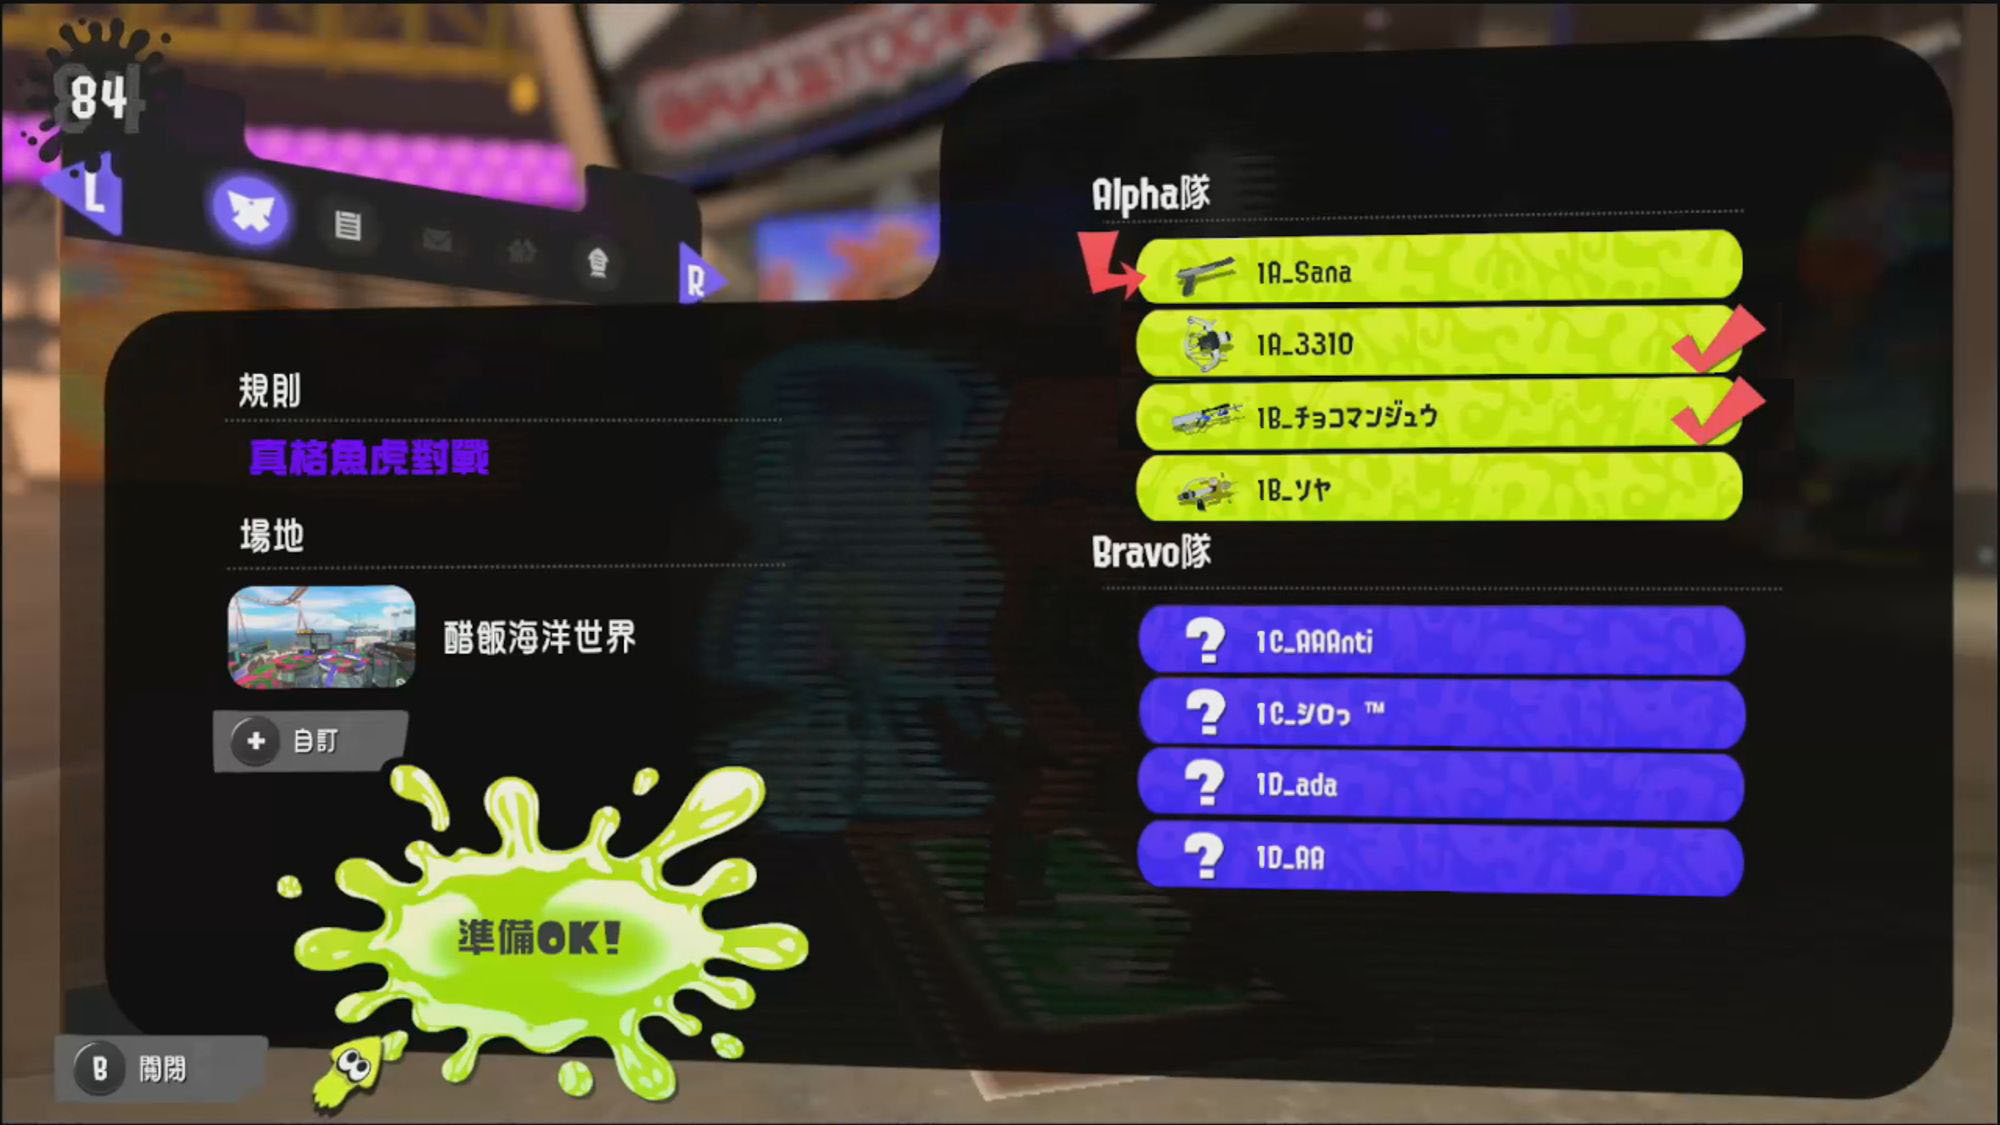 84
L
R
規則
真格魚虎對戰
場地
醋飯海洋世界
+ 自訂
準備OK!
B 關閉
Alpha隊
1A_Sana
1A_3310
1B_チョコマンジュウ
1B_ソヤ
Bravo隊
? 1C_AAAnti
? 1C_シロっ ™
? 1D_ada
? 1D_AA